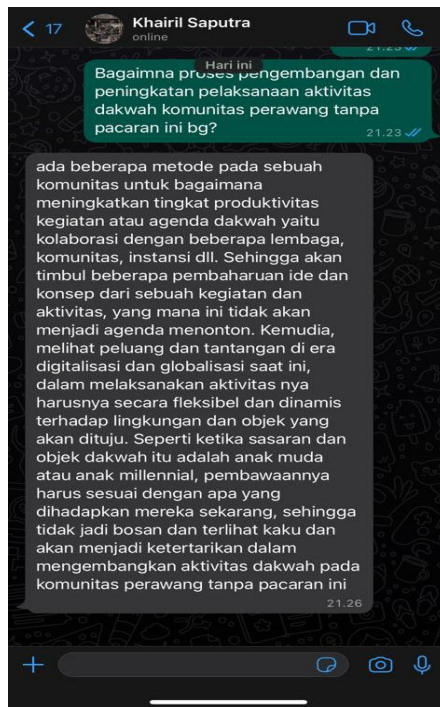 17
Khairil Saputra
online
21.23
Hari ini
Bagaimna proses pengembangan dan
peningkatan pelaksanaan aktivitas
dakwah komunitas perawang tanpa
pacaran ini bg?
21.23
ada beberapa metode pada sebuah
komunitas untuk bagaimana
meningkatkan tingkat produktivitas
kegiatan atau agenda dakwah yaitu
kolaborasi dengan beberapa lembaga,
komunitas, instansi dll. Sehingga akan
timbul beberapa pembaharuan ide dan
konsep dari sebuah kegiatan dan
aktivitas, yang mana ini tidak akan
menjadi agenda menonton. Kemudia,
melihat peluang dan tantangan di era
digitalisasi dan globalisasi saat ini,
dalam melaksanakan aktivitas nya
harusnya secara fleksibel dan dinamis
terhadap lingkungan dan objek yang
akan dituju. Seperti ketika sasaran dan
objek dakwah itu adalah anak muda
atau anak millennial, pembawaannya
harus sesuai dengan apa yang
dihadapkan mereka sekarang, sehingga
tidak jadi bosan dan terlihat kaku dan
akan menjadi ketertarikan dalam
mengembangkan aktivitas dakwah pada
komunitas perawang tanpa pacaran ini
21.26